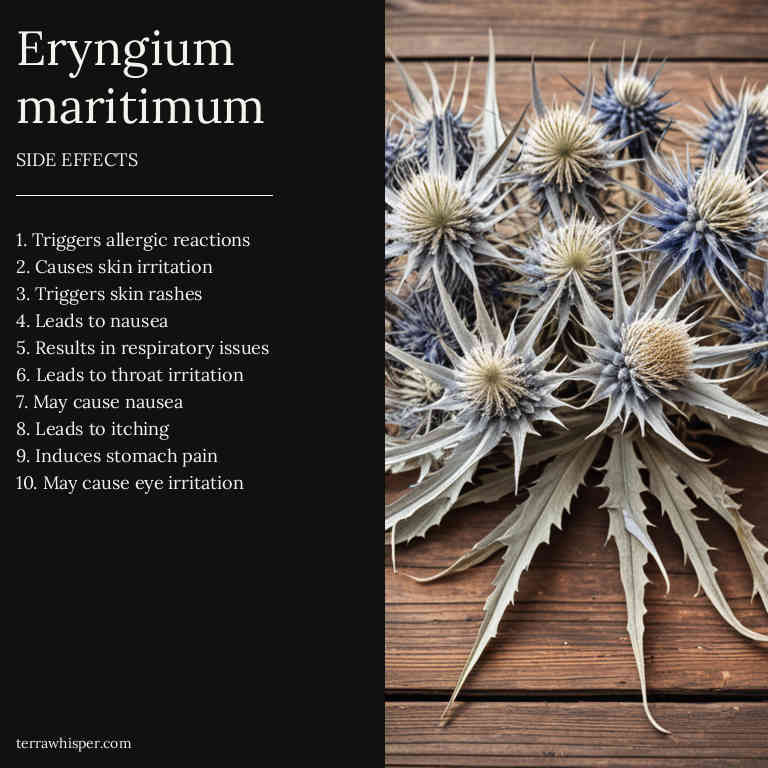 Eryngium
maritimum
SIDE EFFECTS
1. Triggers allergic reactions
2. Causes skin irritation
3. Triggers skin rashes
4. Leads to nausea
5. Results in respiratory issues
6. Leads to throat irritation
7. May cause nausea
8. Leads to itching
9. Induces stomach pain
10. May cause eye irritation
terrawhisper.com